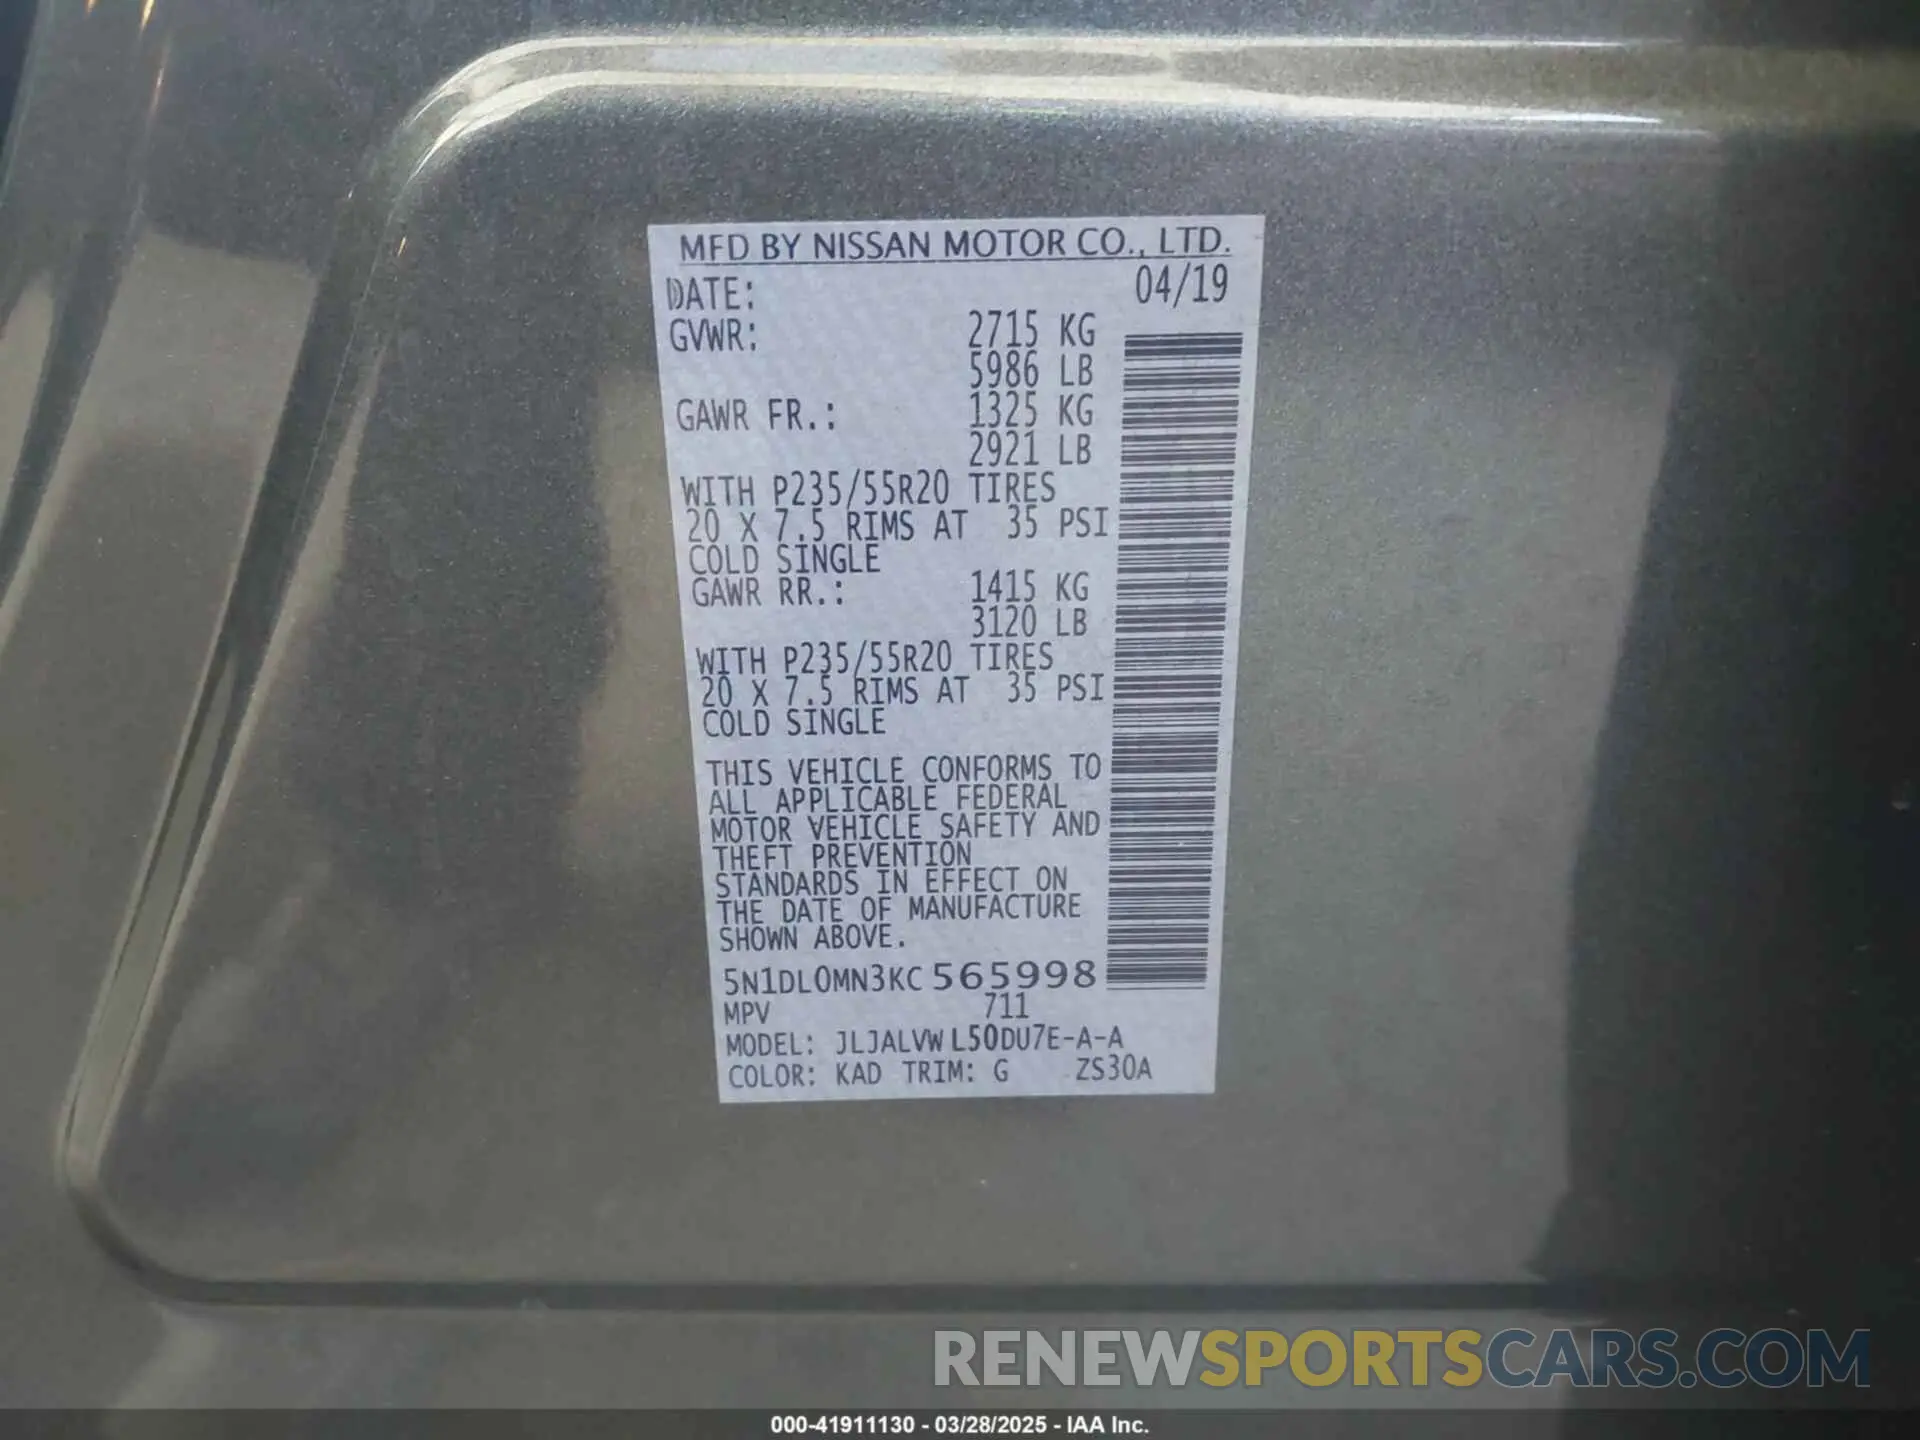 MFD BY NISSAN MOTOR CO., LTD.
DATE: 04/19
GVWR: 2715 KG
5986 LB
GAWR FR.: 1325 KG
2921 LB
WITH P235/55R20 TIRES
20 X 7.5 RIMS AT 35 PSI
COLD SINGLE
GAWR RR.: 1415 KG
3120 LB
WITH P235/55R20 TIRES
20 X 7.5 RIMS AT 35 PSI
COLD SINGLE
THIS VEHICLE CONFORMS TO
ALL APPLICABLE FEDERAL
MOTOR VEHICLE SAFETY AND
THEFT PREVENTION
STANDARDS IN EFFECT ON
THE DATE OF MANUFACTURE
SHOWN ABOVE.
5N1DL0MN3KC565998
MPV 711
MODEL: JLJALVWL50DU7E-A-A
COLOR: KAD TRIM: G ZS30A
RENEWSPORTSCARS.COM
000-41911130 - 03/28/2025 - IAA Inc.